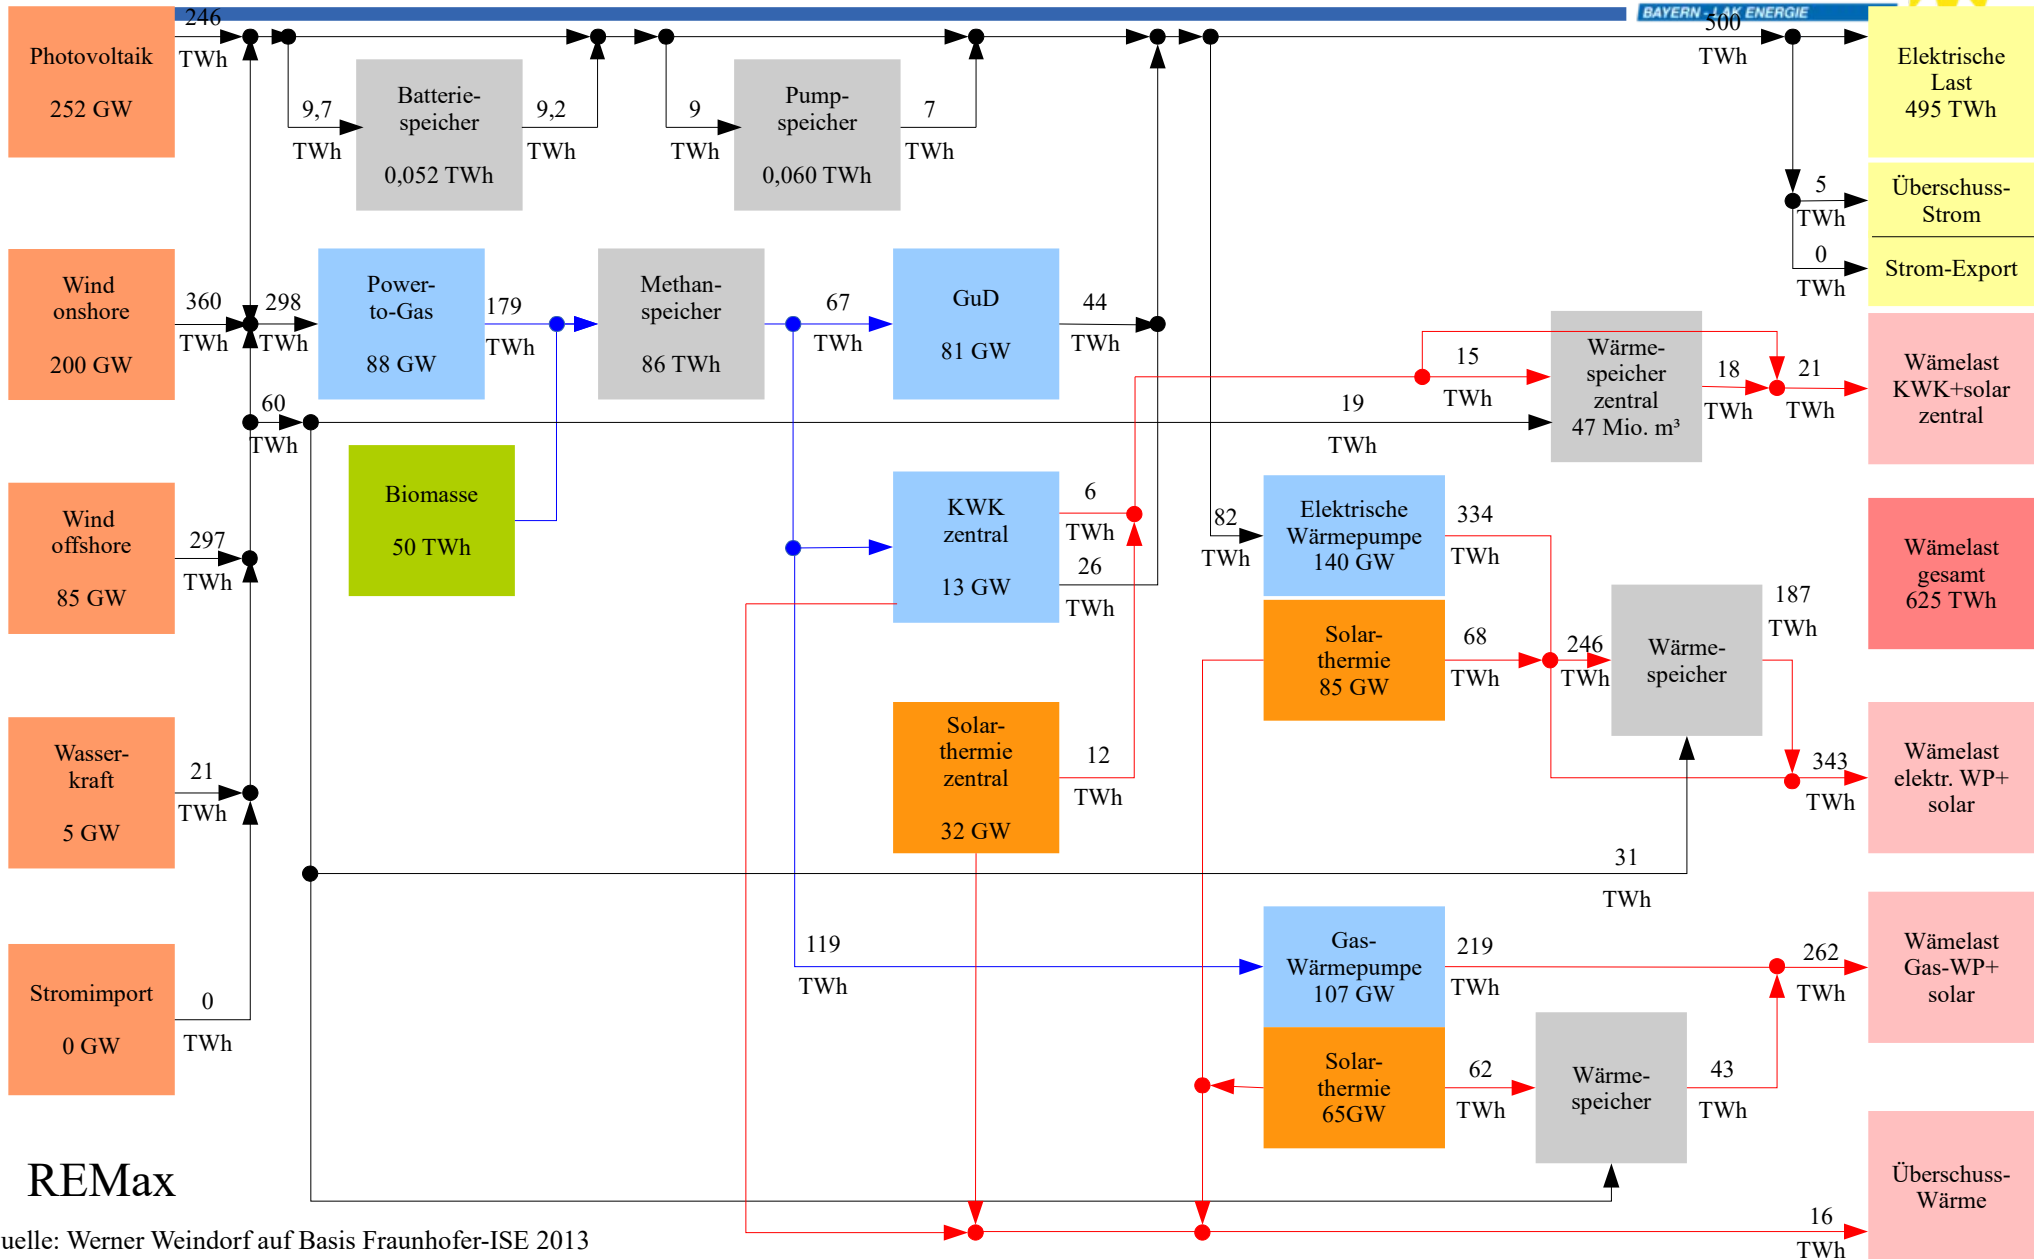 BAYERN - LAK ENERGIE
Photovoltaik
252 GW
246
TWh
9,7
TWh
Batterie-
speicher
0,052 TWh
9,2
TWh
9
TWh
Pump-
speicher
0,060 TWh
7
TWh
500
TWh
Elektrische
Last
495 TWh
5
TWh
Überschuss-
Strom
0
TWh
Strom-Export
Wind
onshore
200 GW
360
TWh
298
TWh
Power-
to-Gas
88 GW
179
TWh
Methan-
speicher
86 TWh
67
TWh
GuD
81 GW
44
TWh
15
TWh
Wärme-
speicher
zentral
47 Mio. m³
18
TWh
21
TWh
Wämelast
KWK+solar
zentral
60
TWh
19
TWh
Biomasse
50 TWh
Wind
offshore
85 GW
297
TWh
KWK
zentral
13 GW
6
TWh
26
TWh
82
TWh
Elektrische
Wärmepumpe
140 GW
334
TWh
Wämelast
gesamt
625 TWh
Solar-
thermie
85 GW
68
TWh
246
TWh
Wärme-
speicher
187
TWh
Wasser-
kraft
5 GW
21
TWh
Solar-
thermie
zentral
32 GW
12
TWh
343
TWh
Wämelast
elektr. WP+
solar
31
TWh
Stromimport
0 GW
0
TWh
119
TWh
Gas-
Wärmepumpe
107 GW
219
TWh
262
TWh
Wämelast
Gas-WP+
solar
Solar-
thermie
65GW
62
TWh
Wärme-
speicher
43
TWh
REMax
16
TWh
Überschuss-
Wärme
uelle: Werner Weindorf auf Basis Fraunhofer-ISE 2013